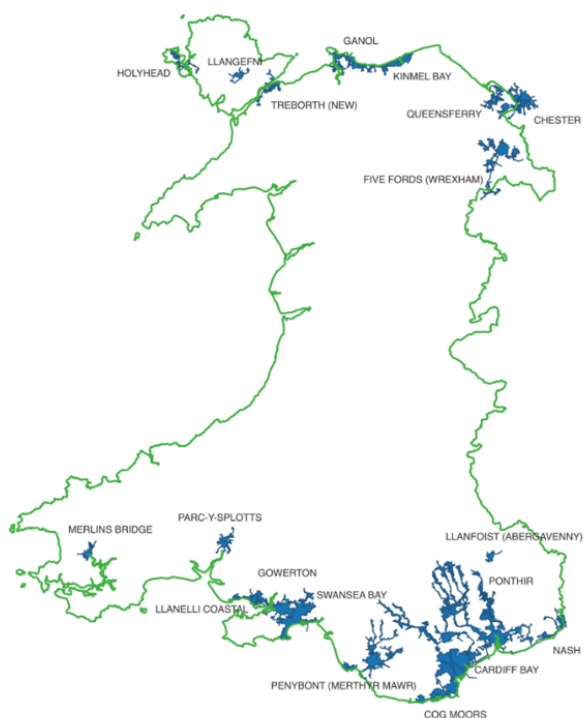 GANOL
LLANGEFNI
HOLYHEAD
KINMEL BAY
TREBORTH (NEW)
QUEENSFERRY
CHESTER
FIVE FORDS (WREXHAM)
PARC-Y-SPLOTTS
MERLINS BRIDGE
LLANFOIST (ABERGAVENNY)
GOWERTON
PONTHIR
SWANSEA BAY
LLANELLI COASTAL
NASH
CARDIFF BAY
PENYBONT (MERTHYR MAWR)
COG MOORS